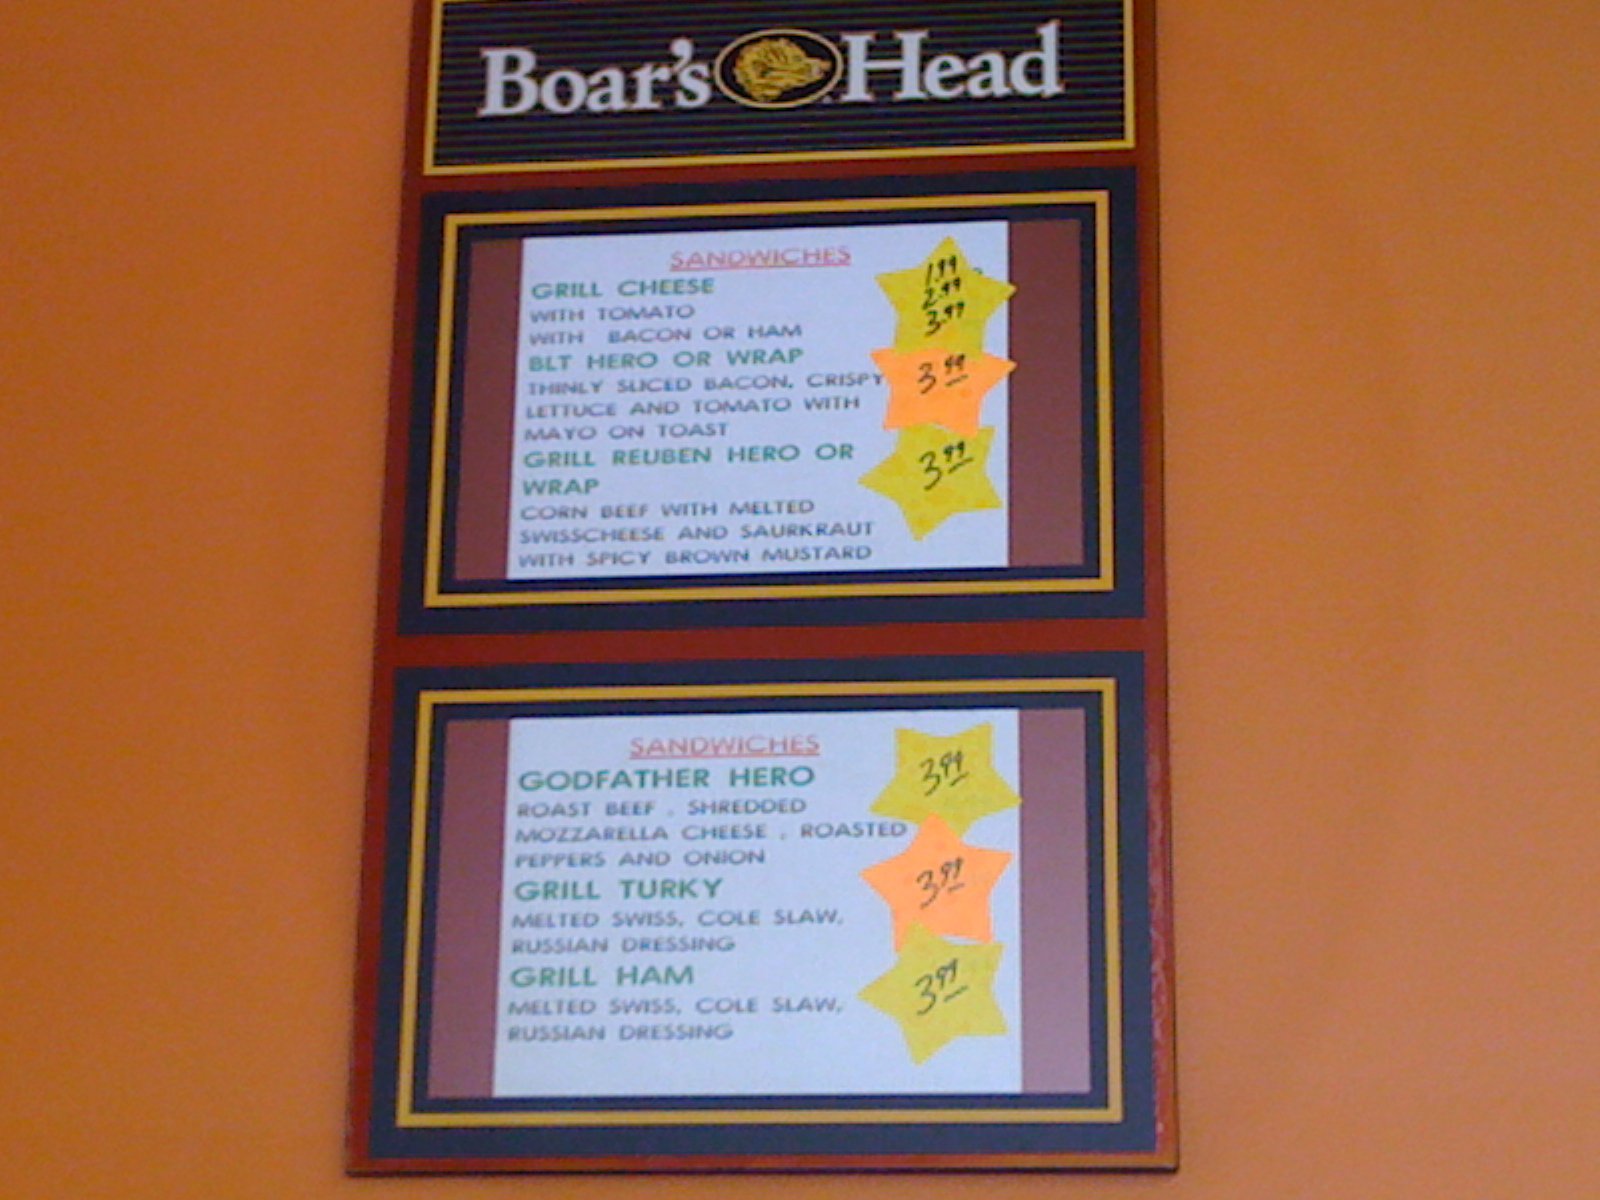 Boar's Head
SANDWICHES
GRILL CHEESE 1.99
WITH TOMATO 2.99
WITH BACON OR HAM 3.99
BLT HERO OR WRAP 3.99
THINLY SLICED BACON, CRISPY
LETTUCE AND TOMATO WITH
MAYO ON TOAST
GRILL REUBEN HERO OR 3.99
WRAP
CORN BEEF WITH MELTED
SWISSCHEESE AND SAURKRAUT
WITH SPICY BROWN MUSTARD
SANDWICHES
GODFATHER HERO 3.99
ROAST BEEF , SHREDDED
MOZZARELLA CHEESE , ROASTED
PEPPERS AND ONION
GRILL TURKY 3.99
MELTED SWISS, COLE SLAW,
RUSSIAN DRESSING
GRILL HAM 3.99
MELTED SWISS, COLE SLAW,
RUSSIAN DRESSING